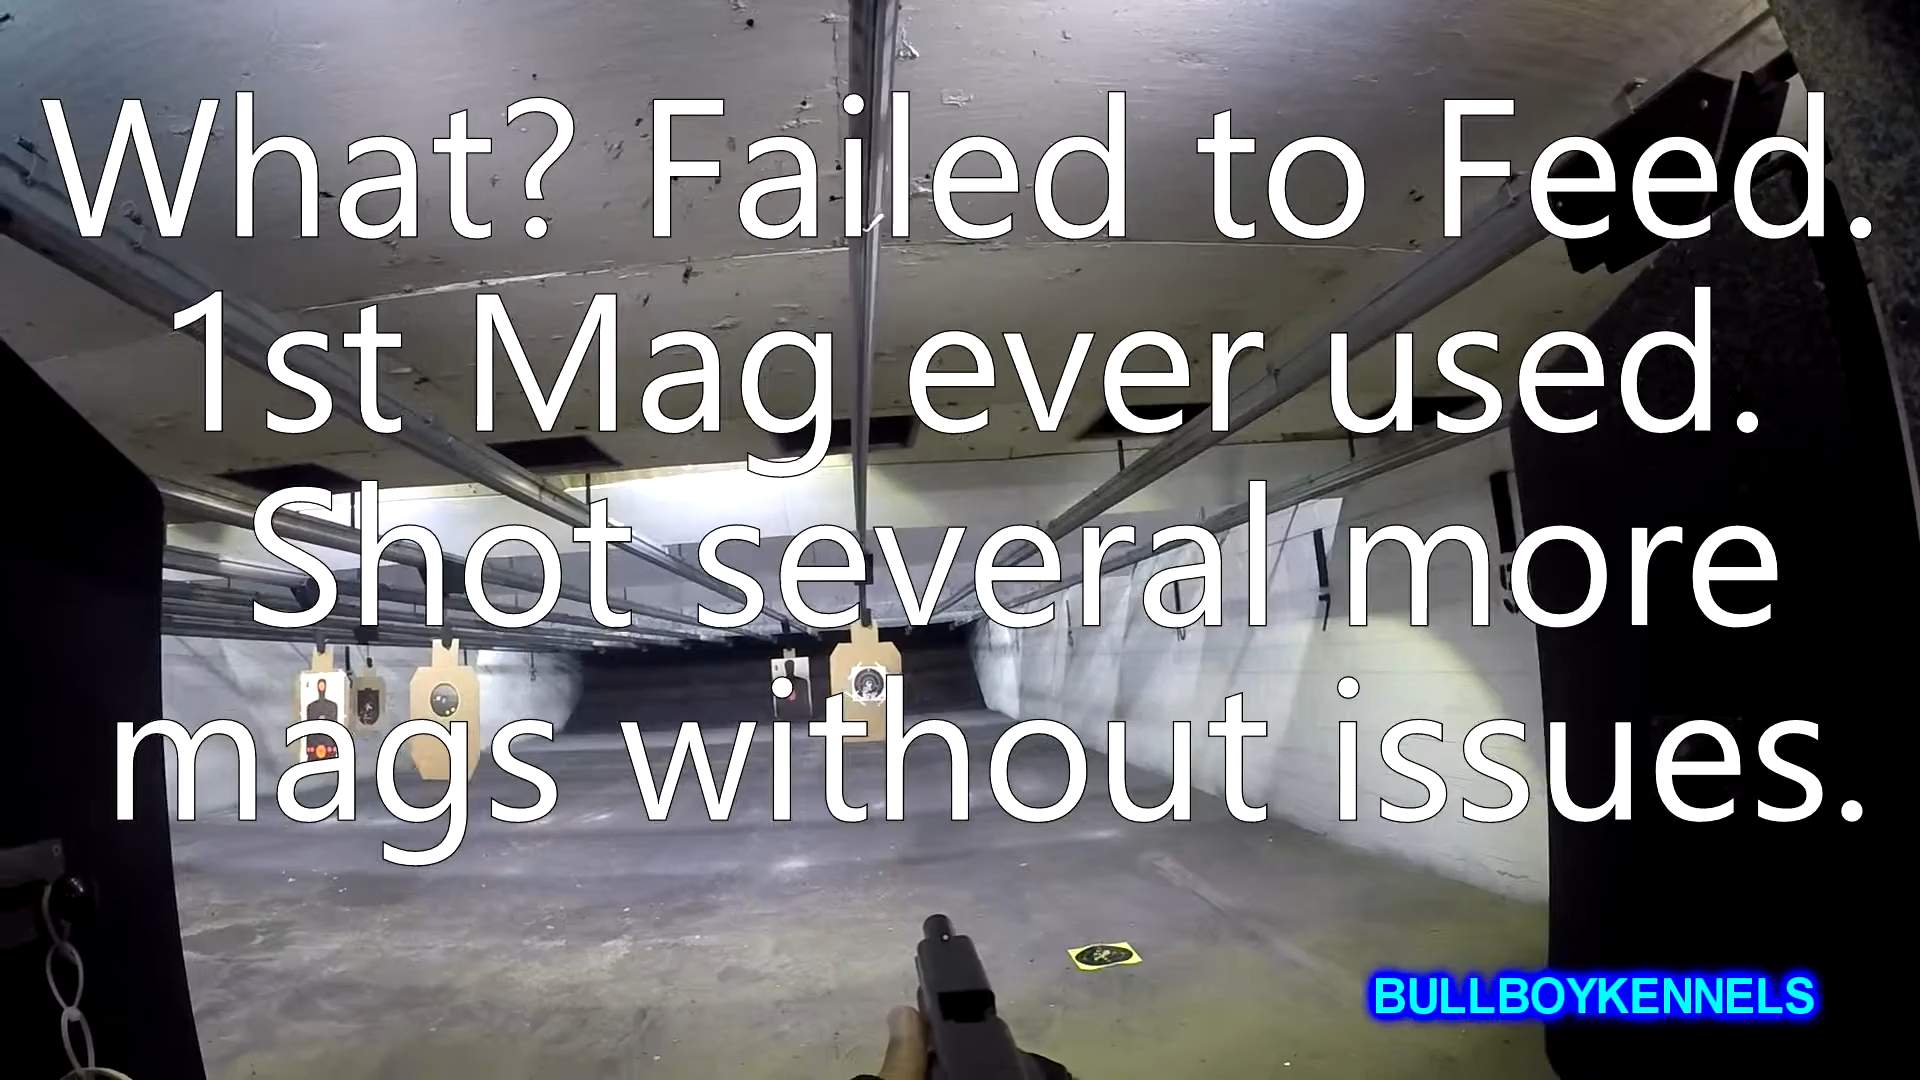 What? Failed to Feed.
1st Mag ever used.
Shot several more
mags without issues.
BULLBOYKENNELS